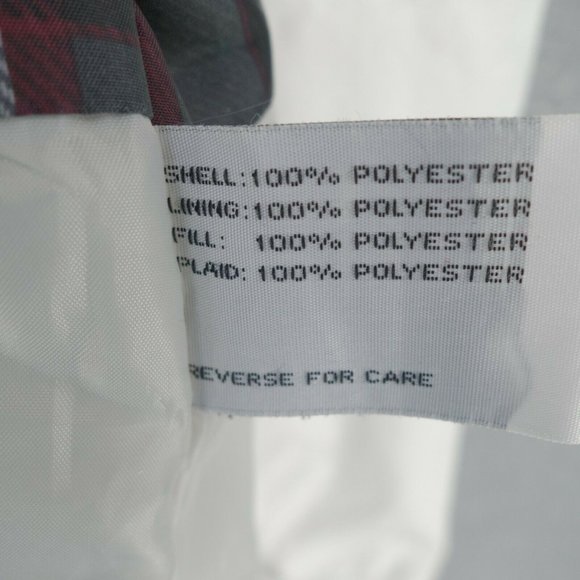 SHELL:100% POLYESTER
LINING:100% POLYESTER
FILL: 100% POLYESTER
PLAID:100% POLYESTER
REVERSE FOR CARE